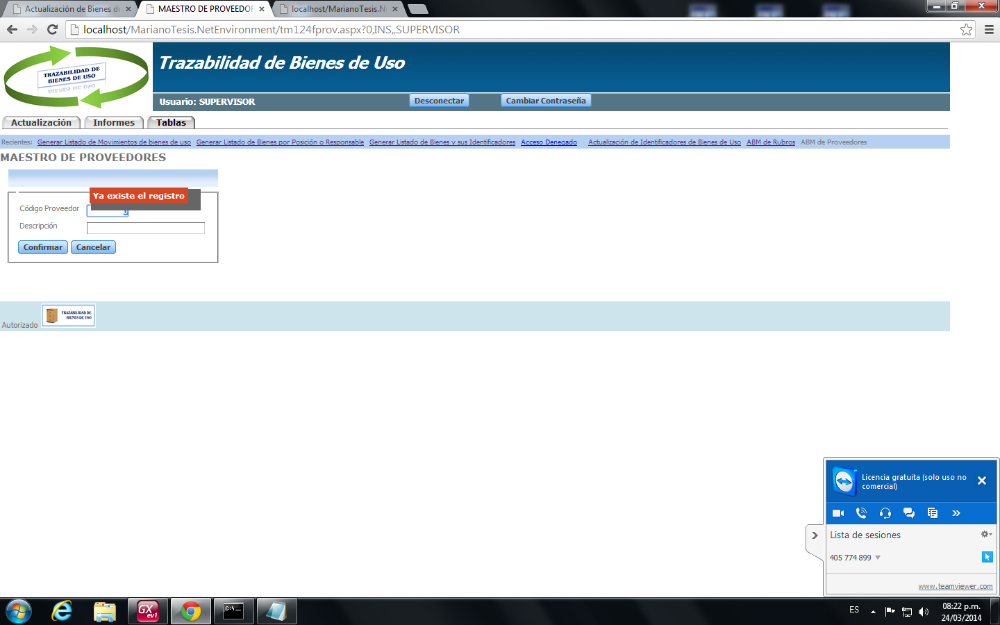 Actualización de Bienes de
MAESTRO DE PROVEEDOR
localhost/MarianoTesis.Ne
localhost/MarianoTesis.NetEnvironment/tm124fprov.aspx?0,INS,,SUPERVISOR
TRAZABILIDAD DE
BIENES DE USO
Trazabilidad de Bienes de Uso
Usuario: SUPERVISOR
Desconectar
Cambiar Contraseña
Actualización
Informes
Tablas
Recientes: Generar Listado de Movimientos de bienes de uso Generar Listado de Bienes por Posición o Responsable Generar Listado de Bienes y sus Identificadores Acceso Denegado Actualización de Identificadores de Bienes de Uso ABM de Rubros ABM de Proveedores
MAESTRO DE PROVEEDORES
Ya existe el registro
Código Proveedor
Descripción
Confirmar
Cancelar
Autorizado
TRAZABILIDAD DE
BIENES DE USO
Licencia gratuita (solo uso no
comercial)
Lista de sesiones
405 774 899
www.teamviewer.com
GX
ev1
C:\.
ES
08:22 p.m.
24/03/2014